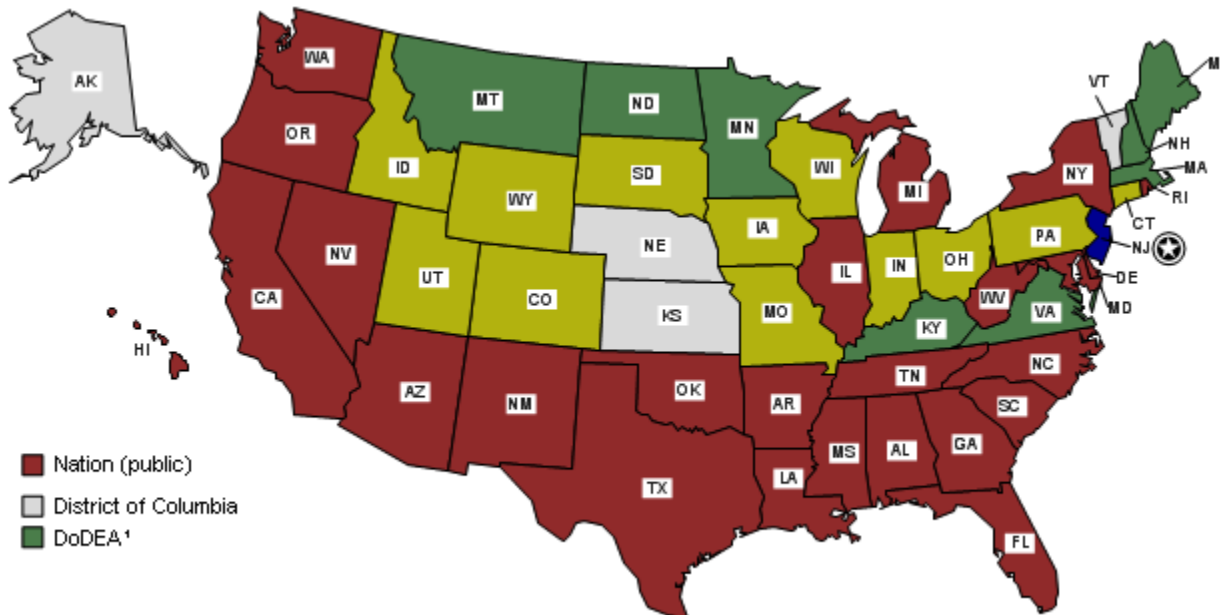 AK
WA
MT
ND
MN
VT
M
OR
ID
SD
WI
MI
NY
NH
MA
RI
WY
IA
CT
NE
PA
NJ
NV
UT
CO
IL
IN
OH
DE
CA
KS
MO
WV
VA
MD
KY
HI
AZ
NM
OK
AR
TN
NC
SC
MS
AL
GA
TX
LA
FL
Nation (public)
District of Columbia
DoDEA¹